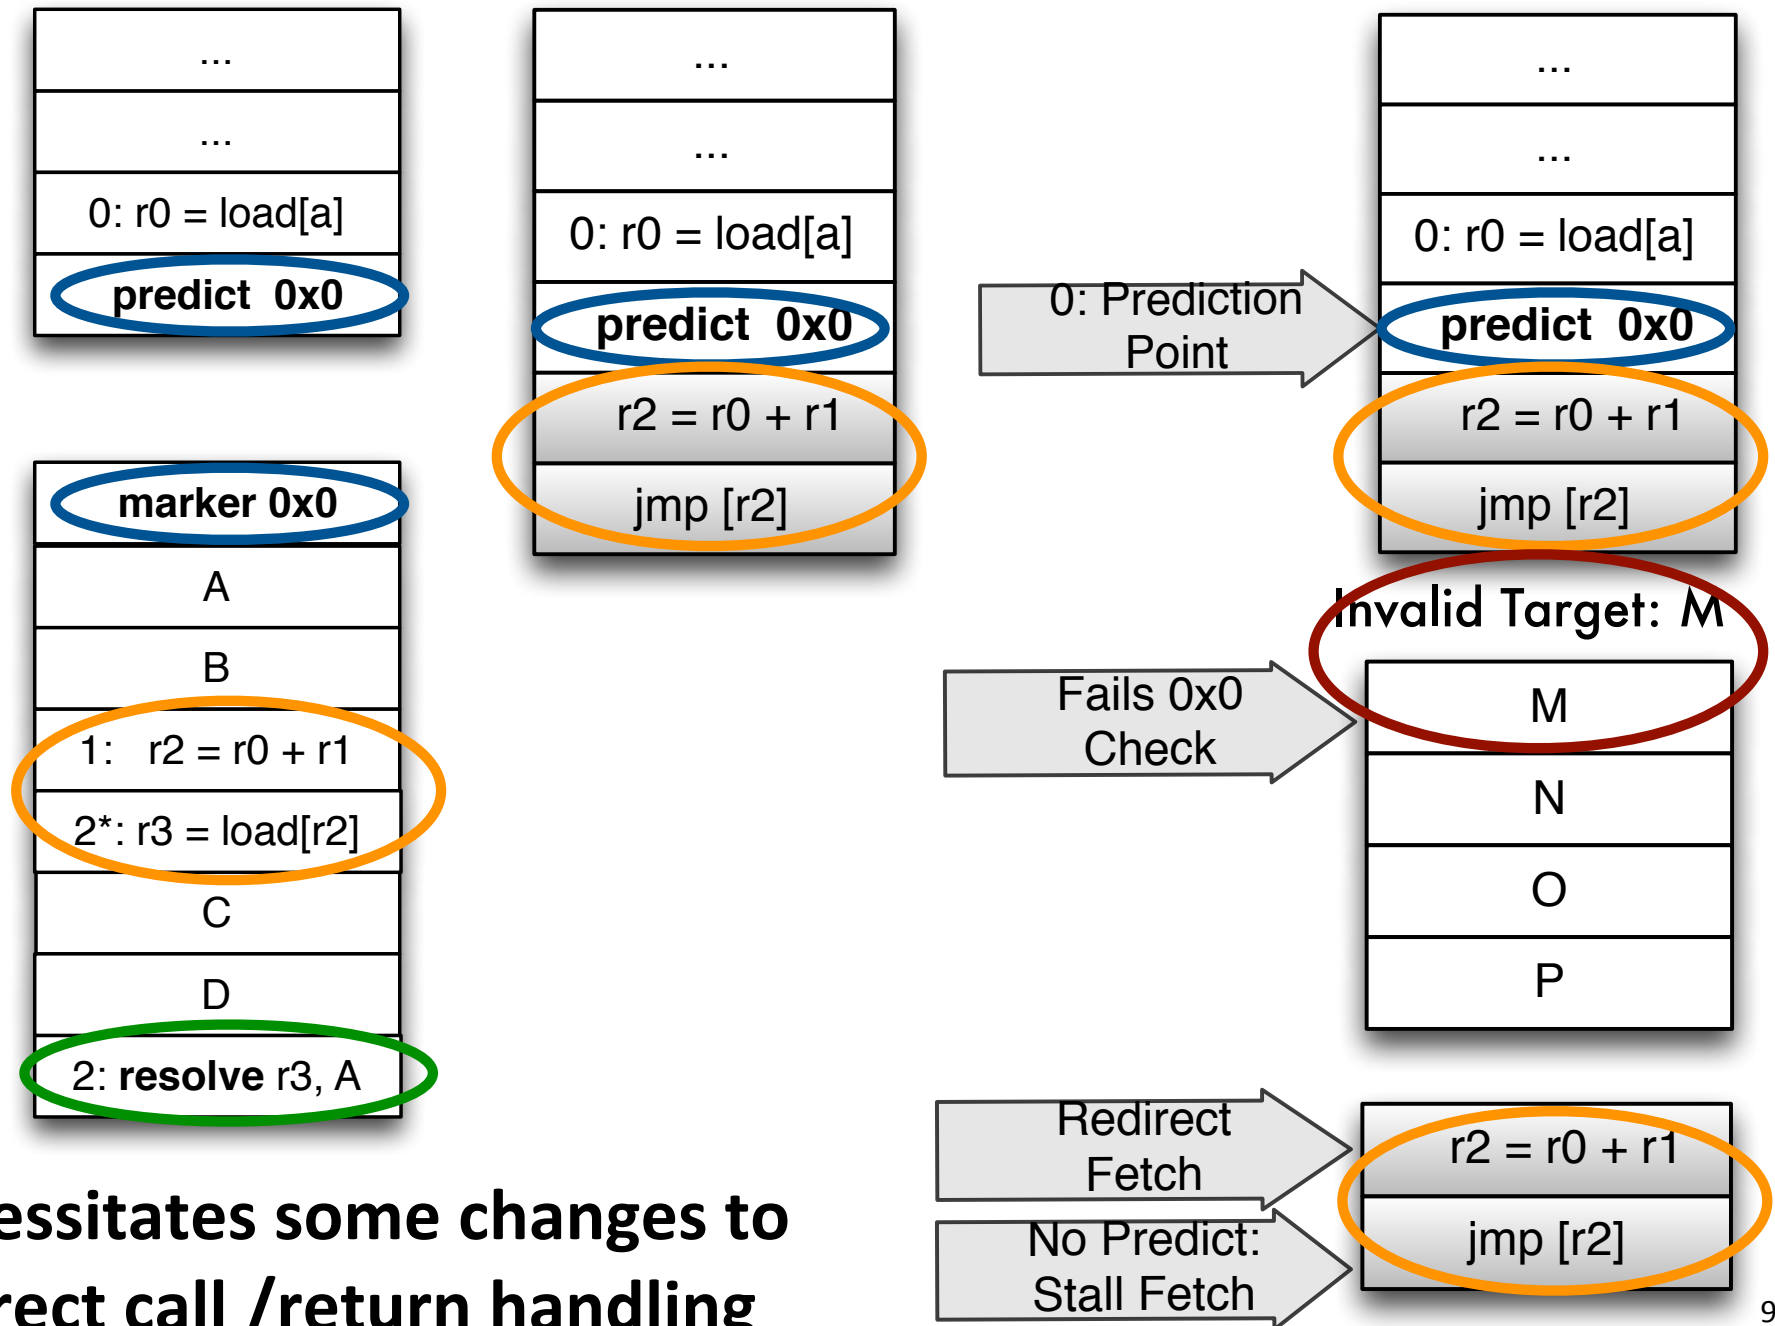 ...
...
0: r0 = load[a]
predict 0x0
marker 0x0
A
B
1: r2 = r0 + r1
2*: r3 = load[r2]
C
D
2: resolve r3, A
...
...
0: r0 = load[a]
predict 0x0
r2 = r0 + r1
jmp [r2]
0: Prediction
Point
...
...
0: r0 = load[a]
predict 0x0
r2 = r0 + r1
jmp [r2]
Invalid Target: M
Fails 0x0
Check
M
N
O
P
Redirect
Fetch
No Predict:
Stall Fetch
r2 = r0 + r1
jmp [r2]
essitates some changes to
rect call /return handling
9